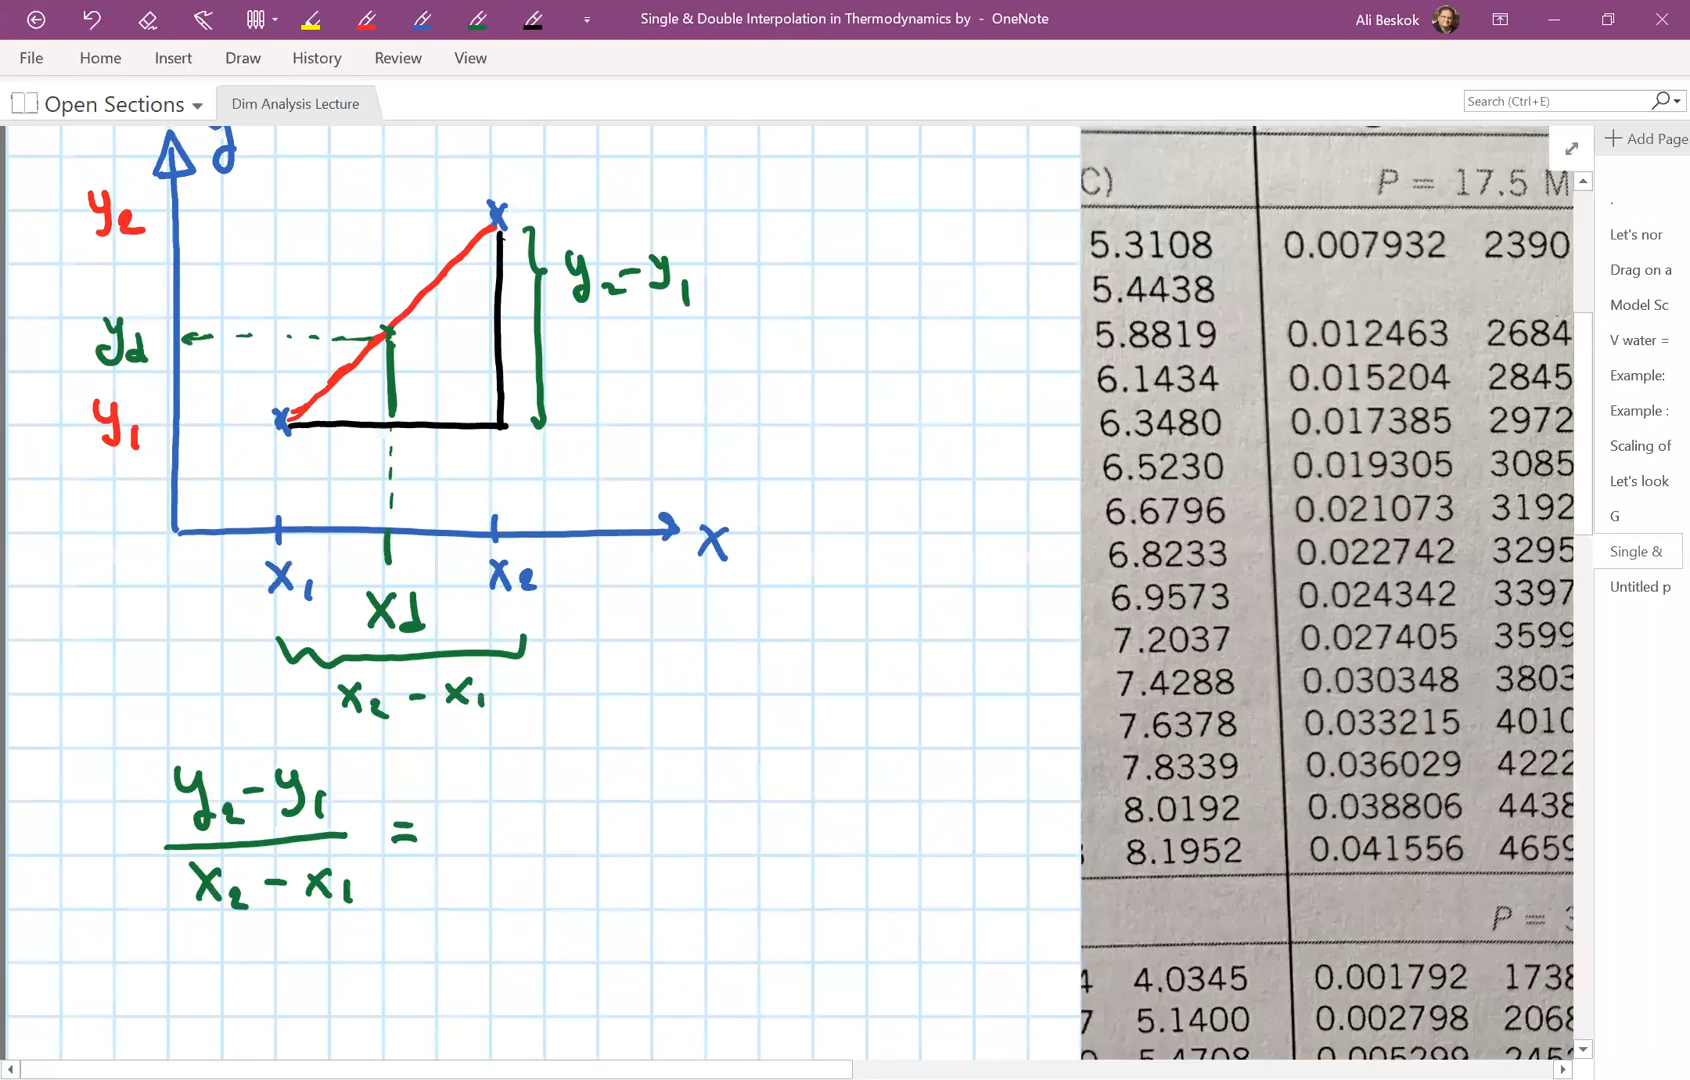 Single & Double Interpolation in Thermodynamics by - OneNote
Ali Beskok
File Home Insert Draw History Review View
Open Sections
Dim Analysis Lecture
Search (Ctrl+E)
Add Page
.
Let's nor
Drag on a
Model Sc
V water =
Example:
Example :
Scaling of
Let's look
G
Single &
Untitled p
y
y2
yd
y1
x
x
y2 - y1
x
x1
x2
xd
x2 - x1
y2 - y1
=
x2 - x1
C) P = 17.5 M
5.3108 0.007932 2390
5.4438
5.8819 0.012463 2684
6.1434 0.015204 2845
6.3480 0.017385 2972
6.5230 0.019305 3085
6.6796 0.021073 3192
6.8233 0.022742 3295
6.9573 0.024342 3397
7.2037 0.027405 3599
7.4288 0.030348 3803
7.6378 0.033215 4010
7.8339 0.036029 4222
8.0192 0.038806 4438
8.1952 0.041556 4659
P = 3
4 4.0345 0.001792 1738
7 5.1400 0.002798 2068